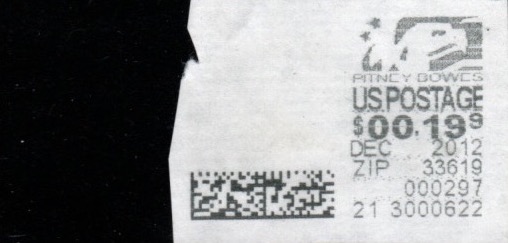 PITNEY BOWES
US POSTAGE
$00.19⁹
DEC 2012
ZIP 33619
000297
21 3000622